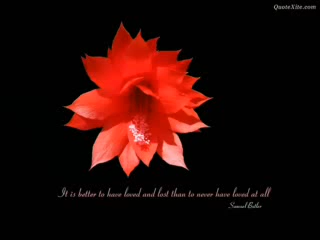 QuoteXite.com
It is better to have loved and lost than to never have loved at all
Samuel Butler